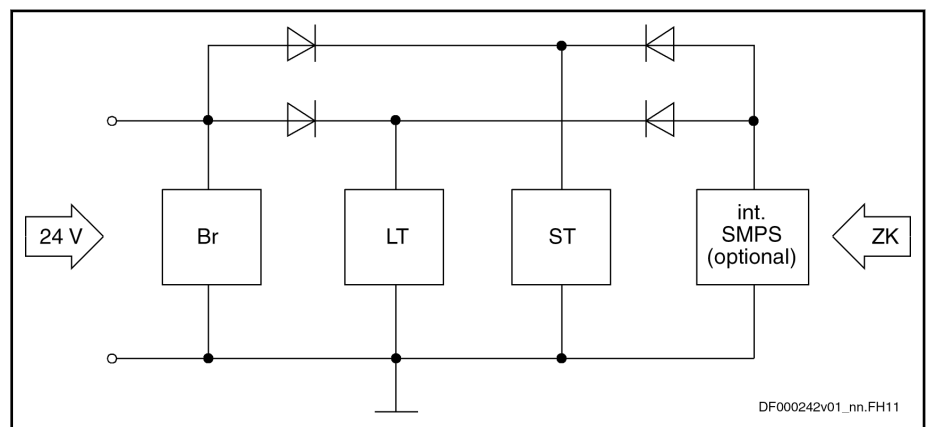 24 V
Br
LT
ST
int.
SMPS
(optional)
ZK
DF000242v01_nn.FH11